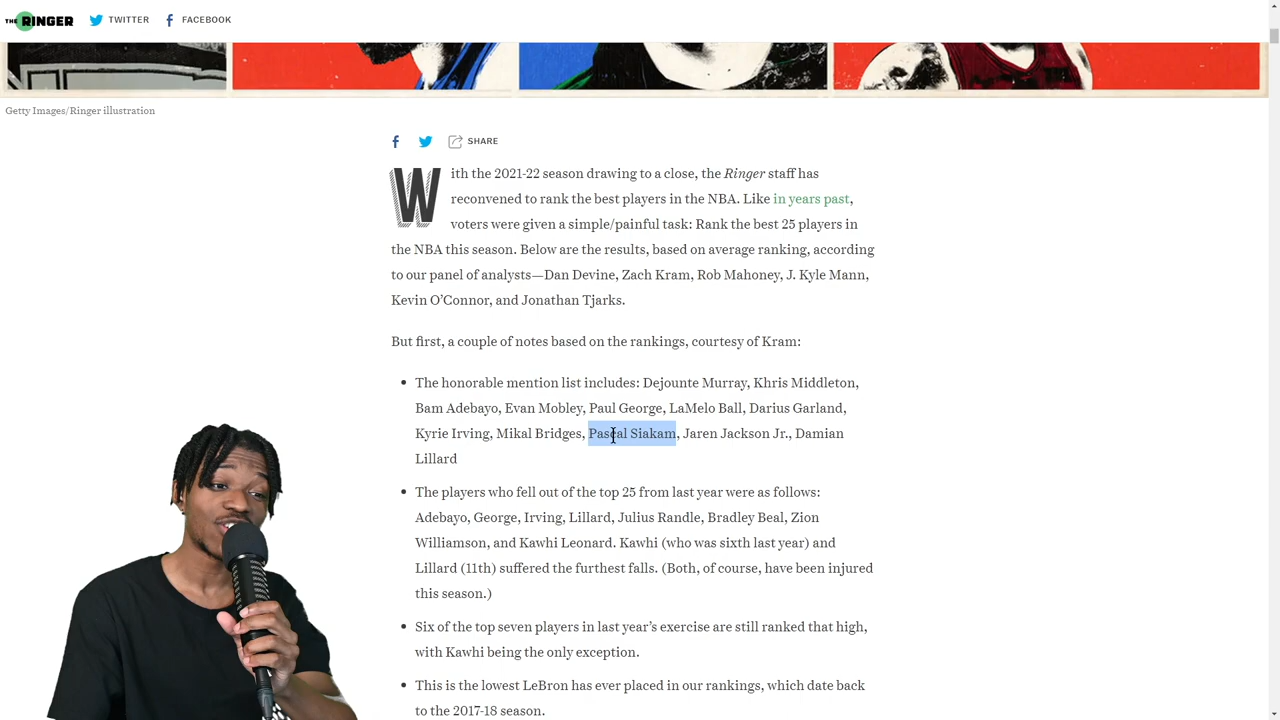 THE RINGER TWITTER FACEBOOK
Getty Images/Ringer illustration
SHARE
With the 2021-22 season drawing to a close, the Ringer staff has
reconvened to rank the best players in the NBA. Like in years past,
voters were given a simple/painful task: Rank the best 25 players in
the NBA this season. Below are the results, based on average ranking, according
to our panel of analysts—Dan Devine, Zach Kram, Rob Mahoney, J. Kyle Mann,
Kevin O’Connor, and Jonathan Tjarks.
But first, a couple of notes based on the rankings, courtesy of Kram:
• The honorable mention list includes: Dejounte Murray, Khris Middleton,
Bam Adebayo, Evan Mobley, Paul George, LaMelo Ball, Darius Garland,
Kyrie Irving, Mikal Bridges, Pascal Siakam, Jaren Jackson Jr., Damian
Lillard
• The players who fell out of the top 25 from last year were as follows:
Adebayo, George, Irving, Lillard, Julius Randle, Bradley Beal, Zion
Williamson, and Kawhi Leonard. Kawhi (who was sixth last year) and
Lillard (11th) suffered the furthest falls. (Both, of course, have been injured
this season.)
• Six of the top seven players in last year’s exercise are still ranked that high,
with Kawhi being the only exception.
• This is the lowest LeBron has ever placed in our rankings, which date back
to the 2017-18 season.